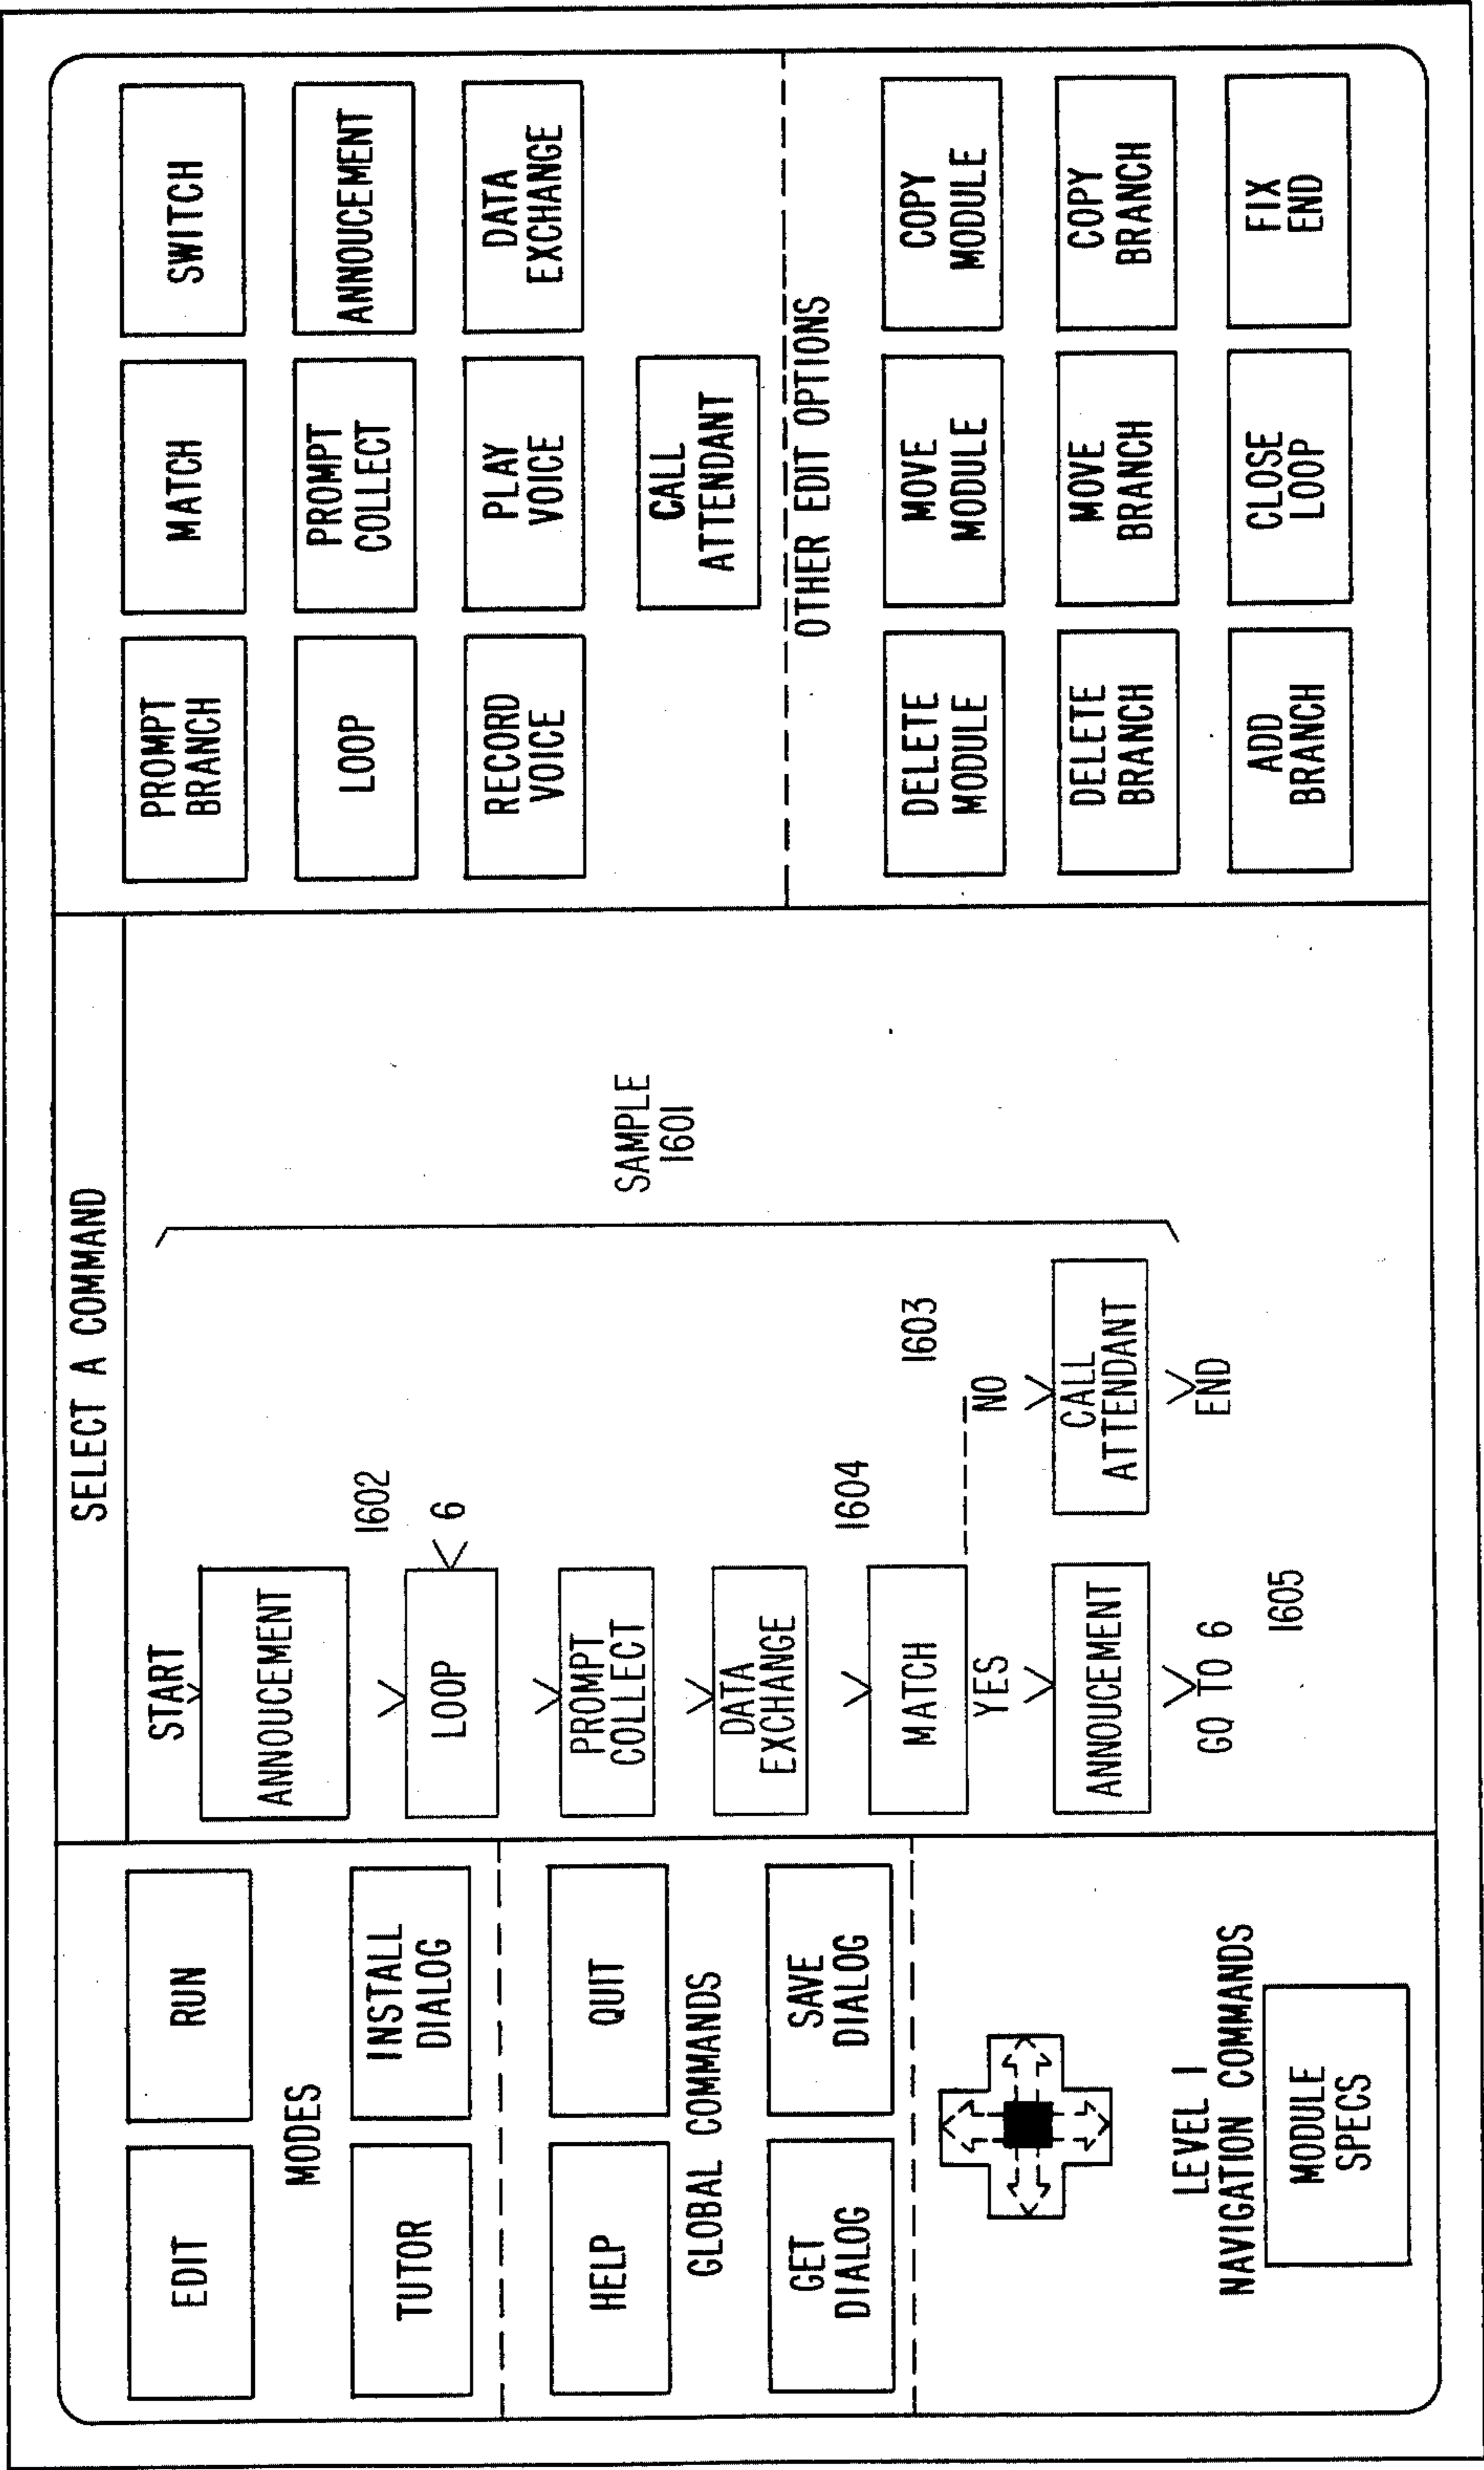 EDIT
RUN
MODES
TUTOR
INSTALL
DIALOG
HELP
QUIT
GLOBAL COMMANDS
GET
DIALOG
SAVE
DIALOG
LEVEL 1
NAVIGATION COMMANDS
MODULE
SPECS
SELECT A COMMAND
START
ANNOUCEMENT
1602
LOOP
6
PROMPT
COLLECT
DATA
EXCHANGE
1604
MATCH
1603
YES
NO
ANNOUCEMENT
CALL
ATTENDANT
GO TO 6
END
1605
SAMPLE
1601
PROMPT
BRANCH
MATCH
SWITCH
LOOP
PROMPT
COLLECT
ANNOUCEMENT
RECORD
VOICE
PLAY
VOICE
DATA
EXCHANGE
CALL
ATTENDANT
OTHER EDIT OPTIONS
DELETE
MODULE
MOVE
MODULE
COPY
MODULE
DELETE
BRANCH
MOVE
BRANCH
COPY
BRANCH
ADD
BRANCH
CLOSE
LOOP
FIX
END